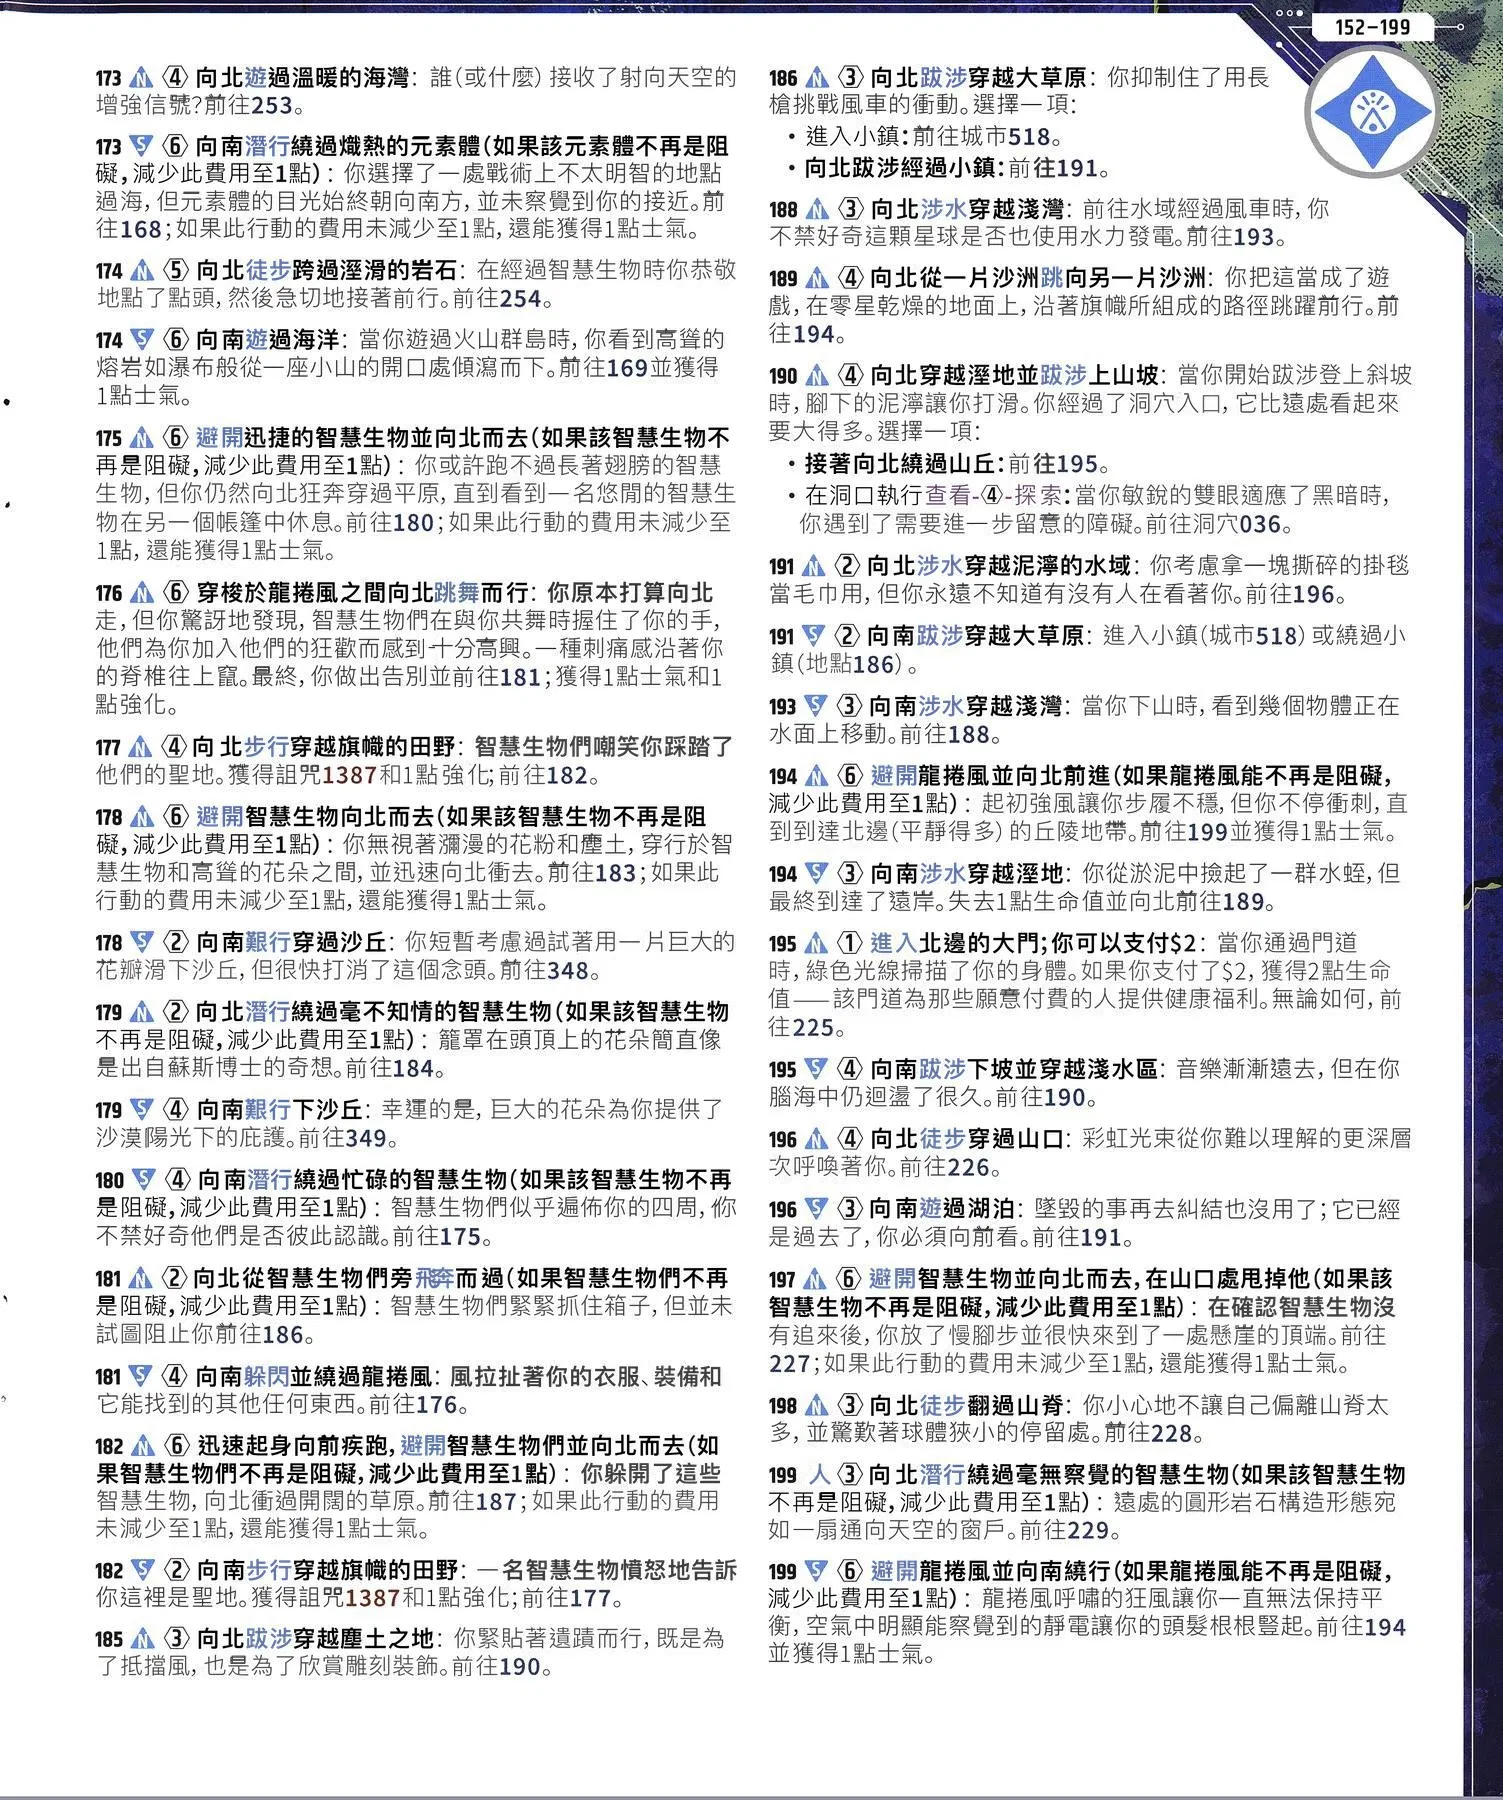 152–199
173 N 4 向北遊過溫暖的海灣：誰(或什麼)接收了射向天空的
增強信號?前往253。
173 S 6 向南潛行繞過熾熱的元素體(如果該元素體不再是阻
礙,減少此費用至1點)：你選擇了一處戰術上不太明智的地點
過海,但元素體的目光始終朝向南方,並未察覺到你的接近。前
往168;如果此行動的費用未減少至1點,還能獲得1點士氣。
174 N 5 向北徒步跨過溼滑的岩石：在經過智慧生物時你恭敬
地點了點頭,然後急切地接著前行。前往254。
174 S 6 向南遊過海洋：當你遊過火山群島時,你看到高聳的
熔岩如瀑布般從一座小山的開口處傾瀉而下。前往169並獲得
1點士氣。
175 N 6 避開迅捷的智慧生物並向北而去(如果該智慧生物不
再是阻礙,減少此費用至1點)：你或許跑不過長著翅膀的智慧
生物,但你仍然向北狂奔穿過平原,直到看到一名悠閒的智慧生
物在另一個帳篷中休息。前往180;如果此行動的費用未減少至
1點,還能獲得1點士氣。
176 N 6 穿梭於龍捲風之間向北跳舞而行：你原本打算向北
走,但你驚訝地發現,智慧生物們在與你共舞時握住了你的手,
他們為你加入他們的狂歡而感到十分高興。一種刺痛感沿著你
的脊椎往上竄。最終,你做出告別並前往181;獲得1點士氣和1
點強化。
177 N 4 向北步行穿越旗幟的田野：智慧生物們嘲笑你踩踏了
他們的聖地。獲得詛咒1387和1點強化;前往182。
178 N 6 避開智慧生物向北而去(如果該智慧生物不再是阻
礙,減少此費用至1點)：你無視著瀰漫的花粉和塵土,穿行於智
慧生物和高聳的花朵之間,並迅速向北衝去。前往183;如果此
行動的費用未減少至1點,還能獲得1點士氣。
178 S 2 向南艱行穿過沙丘：你短暫考慮過試著用一片巨大的
花瓣滑下沙丘,但很快打消了這個念頭。前往348。
179 N 2 向北潛行繞過毫不知情的智慧生物(如果該智慧生物
不再是阻礙,減少此費用至1點)：籠罩在頭頂上的花朵簡直像
是出自蘇斯博士的奇想。前往184。
179 S 4 向南艱行下沙丘：幸運的是,巨大的花朵為你提供了
沙漠陽光下的庇護。前往349。
180 S 4 向南潛行繞過忙碌的智慧生物(如果該智慧生物不再
是阻礙,減少此費用至1點)：智慧生物們似乎遍佈你的四周,你
不禁好奇他們是否彼此認識。前往175。
181 N 2 向北從智慧生物們旁飛奔而過(如果智慧生物們不再
是阻礙,減少此費用至1點)：智慧生物們緊緊抓住箱子,但並未
試圖阻止你前往186。
181 S 4 向南躲閃並繞過龍捲風：風拉扯著你的衣服、裝備和
它能找到的其他任何東西。前往176。
182 N 6 迅速起身向前疾跑,避開智慧生物們並向北而去(如
果智慧生物們不再是阻礙,減少此費用至1點)：你躲開了這些
智慧生物,向北衝過開闊的草原。前往187;如果此行動的費用
未減少至1點,還能獲得1點士氣。
182 S 2 向南步行穿越旗幟的田野：一名智慧生物憤怒地告訴
你這裡是聖地。獲得詛咒1387和1點強化;前往177。
185 N 3 向北跋涉穿越塵土之地：你緊貼著遺蹟而行,既是為
了抵擋風,也是為了欣賞雕刻裝飾。前往190。
186 N 3 向北跋涉穿越大草原：你抑制住了用長
槍挑戰風車的衝動。選擇一項:
・進入小鎮:前往城市518。
・向北跋涉經過小鎮:前往191。
188 N 3 向北涉水穿越淺灣：前往水域經過風車時,你
不禁好奇這顆星球是否也使用水力發電。前往193。
189 N 4 向北從一片沙洲跳向另一片沙洲：你把這當成了遊
戲,在零星乾燥的地面上,沿著旗幟所組成的路徑跳躍前行。前
往194。
190 N 4 向北穿越溼地並跋涉上山坡：當你開始跋涉登上斜坡
時,腳下的泥濘讓你打滑。你經過了洞穴入口,它比遠處看起來
要大得多。選擇一項:
・接著向北繞過山丘:前往195。
・在洞口執行查看-4-探索:當你敏銳的雙眼適應了黑暗時,
你遇到了需要進一步留意的障礙。前往洞穴036。
191 N 2 向北涉水穿越泥濘的水域：你考慮拿一塊撕碎的掛毯
當毛巾用,但你永遠不知道有沒有人在看著你。前往196。
191 S 2 向南跋涉穿越大草原：進入小鎮(城市518)或繞過小
鎮(地點186)。
193 S 3 向南涉水穿越淺灣：當你下山時,看到幾個物體正在
水面上移動。前往188。
194 N 6 避開龍捲風並向北前進(如果龍捲風能不再是阻礙,
減少此費用至1點)：起初強風讓你步履不穩,但你不停衝刺,直
到到達北邊(平靜得多)的丘陵地帶。前往199並獲得1點士氣。
194 S 3 向南涉水穿越溼地：你從淤泥中撿起了一群水蛭,但
最終到達了遠岸。失去1點生命值並向北前往189。
195 N 1 進入北邊的大門;你可以支付$2：當你通過門道
時,綠色光線掃描了你的身體。如果你支付了$2,獲得2點生命
值——該門道為那些願意付費的人提供健康福利。無論如何,前
往225。
195 S 4 向南跋涉下坡並穿越淺水區：音樂漸漸遠去,但在你
腦海中仍迴盪了很久。前往190。
196 N 4 向北徒步穿過山口：彩虹光束從你難以理解的更深層
次呼喚著你。前往226。
196 S 3 向南遊過湖泊：墜毀的事再去糾結也沒用了;它已經
是過去了,你必須向前看。前往191。
197 N 6 避開智慧生物並向北而去,在山口處甩掉他(如果該
智慧生物不再是阻礙,減少此費用至1點)：在確認智慧生物沒
有追來後,你放了慢腳步並很快來到了一處懸崖的頂端。前往
227;如果此行動的費用未減少至1點,還能獲得1點士氣。
198 N 3 向北徒步翻過山脊：你小心地不讓自己偏離山脊太
多,並驚歎著球體狹小的停留處。前往228。
199 人 3 向北潛行繞過毫無察覺的智慧生物(如果該智慧生物
不再是阻礙,減少此費用至1點)：遠處的圓形岩石構造形態宛
如一扇通向天空的窗戶。前往229。
199 S 6 避開龍捲風並向南繞行(如果龍捲風能不再是阻礙,
減少此費用至1點)：龍捲風呼嘯的狂風讓你一直無法保持平
衡,空氣中明顯能察覺到的靜電讓你的頭髮根根豎起。前往194
並獲得1點士氣。